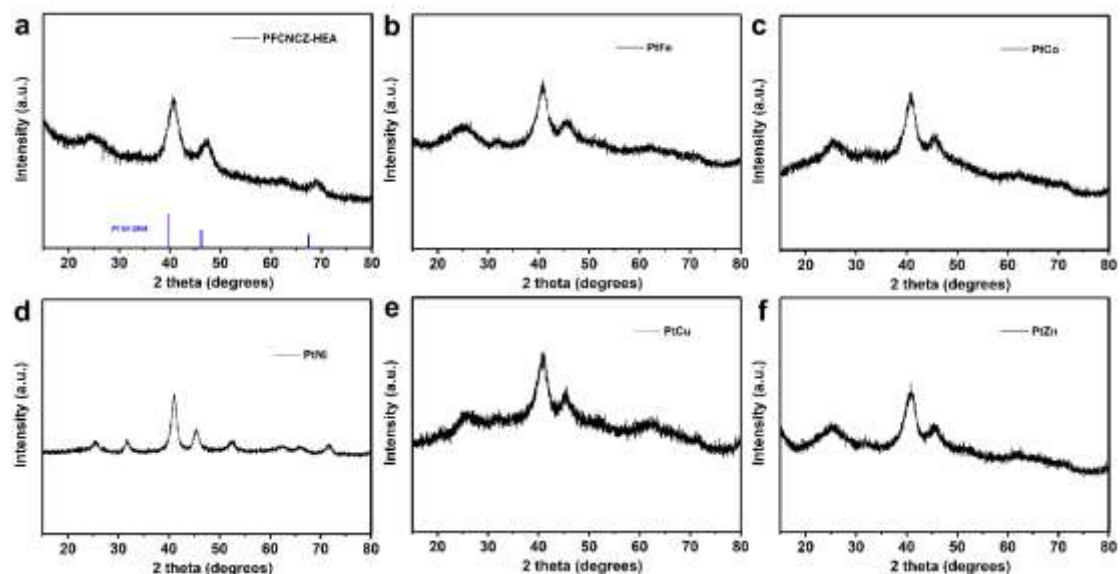 a
PFCNCZ-HEA
Intensity (a.u.)
20 30 40 50 60 70 80
2 theta (degrees)
b
PtFe
Intensity (a.u.)
20 30 40 50 60 70 80
2 theta (degrees)
c
PtCo
Intensity (a.u.)
20 30 40 50 60 70 80
2 theta (degrees)
d
PtNi
Intensity (a.u.)
20 30 40 50 60 70 80
2 theta (degrees)
e
PtCu
Intensity (a.u.)
20 30 40 50 60 70 80
2 theta (degrees)
f
PtZn
Intensity (a.u.)
20 30 40 50 60 70 80
2 theta (degrees)